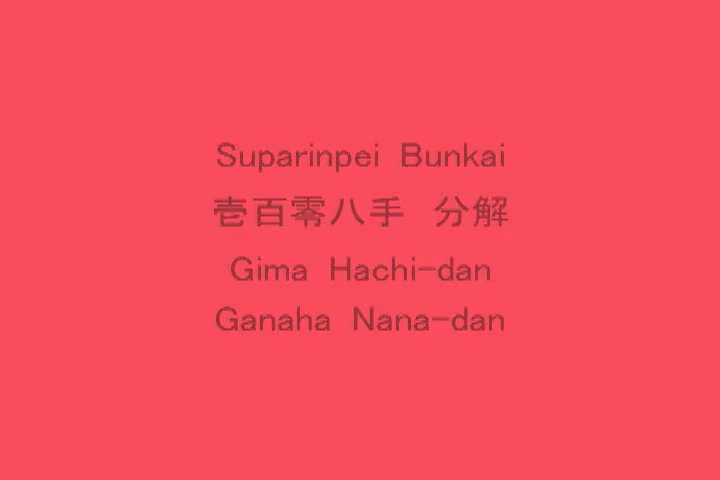 Suparinpei Bunkai
壱百零八手 分解
Gima Hachi-dan
Ganaha Nana-dan